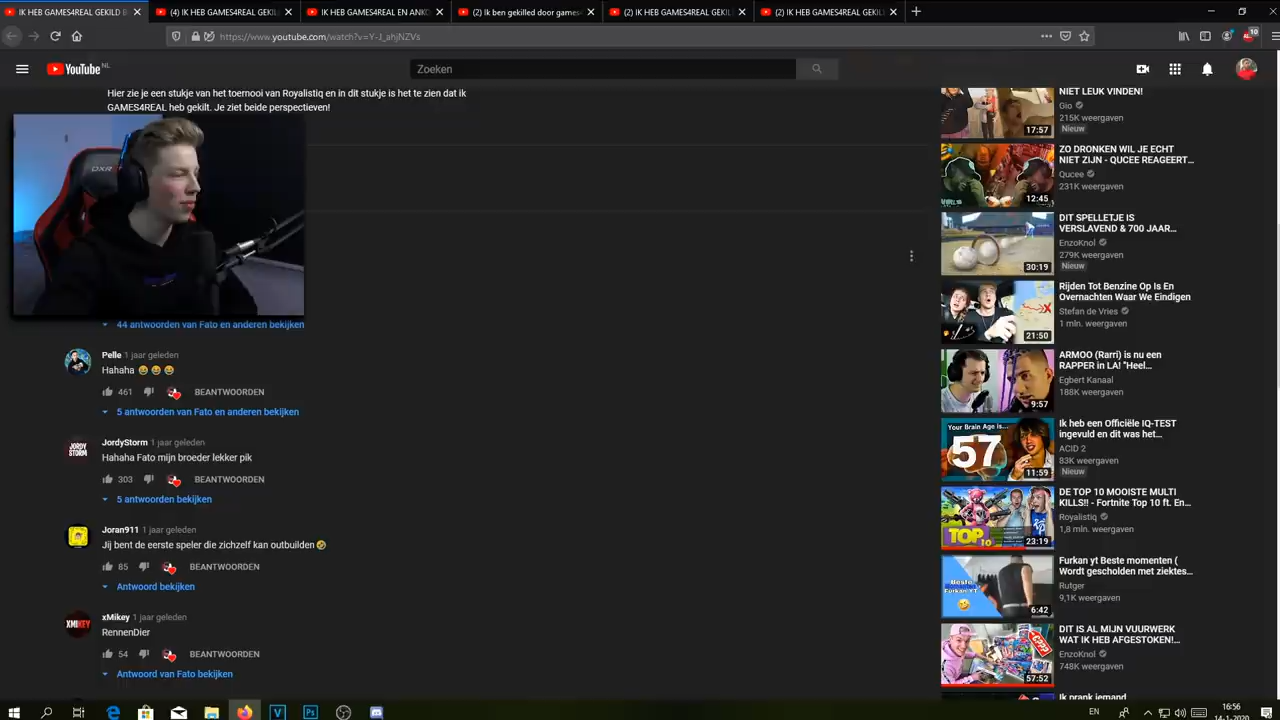 IK HEB GAMES4REAL GEKILD B
(4) IK HEB GAMES4REAL GEKIL
IK HEB GAMES4REAL EN ANKO
(2) Ik ben gekilled door games
(2) IK HEB GAMES4REAL GEKIL
(2) IK HEB GAMES4REAL GEKIL
https://www.youtube.com/watch?v=Y-J_ahjNZVs
10
YouTube NL
Zoeken
Hier zie je een stukje van het toernooi van Royalistiq en in dit stukje is het te zien dat ik
GAMES4REAL heb gekilt. Je ziet beide perspectieven!
DXR
44 antwoorden van Fato en anderen bekijken
Pelle 1 jaar geleden
Hahaha 😅 😅 😅
461 BEANTWOORDEN
5 antwoorden van Fato en anderen bekijken
JORDY
STORM
JordyStorm 1 jaar geleden
Hahaha Fato mijn broeder lekker pik
303 BEANTWOORDEN
5 antwoorden bekijken
Joran911 1 jaar geleden
Jij bent de eerste speler die zichzelf kan outbuilden 🤣
85 BEANTWOORDEN
Antwoord bekijken
XMIKEY
xMikey 1 jaar geleden
RennenDier
54 BEANTWOORDEN
Antwoord van Fato bekijken
NIET LEUK VINDEN!
Gio
215K weergaven
Nieuw
17:57
ZO DRONKEN WIL JE ECHT
NIET ZIJN - QUCEE REAGEERT...
Qucee
231K weergaven
12:45
DIT SPELLETJE IS
VERSLAVEND & 700 JAAR...
EnzoKnol
279K weergaven
Nieuw
30:19
Rijden Tot Benzine Op Is En
Overnachten Waar We Eindigen
Stefan de Vries
1 mln. weergaven
21:50
ARMOO (Rarri) is nu een
RAPPER in LA! "Heel...
Egbert Kanaal
188K weergaven
9:57
Your Brain Age is...
57
Ik heb een Officiële IQ-TEST
ingevuld en dit was het...
ACID 2
83K weergaven
Nieuw
11:59
TOP 10
DE TOP 10 MOOISTE MULTI
KILLS!! - Fortnite Top 10 ft. En...
Royalistiq
1,8 mln. weergaven
23:19
Beste
Furkan yt Beste momenten (
Wordt gescholden met ziektes...
Rutger
9,1K weergaven
6:42
DIT IS AL MIJN VUURWERK
WAT IK HEB AFGESTOKEN!...
EnzoKnol
748K weergaven
57:52
Ik prank iemand
EN
16:56
14-1-2020